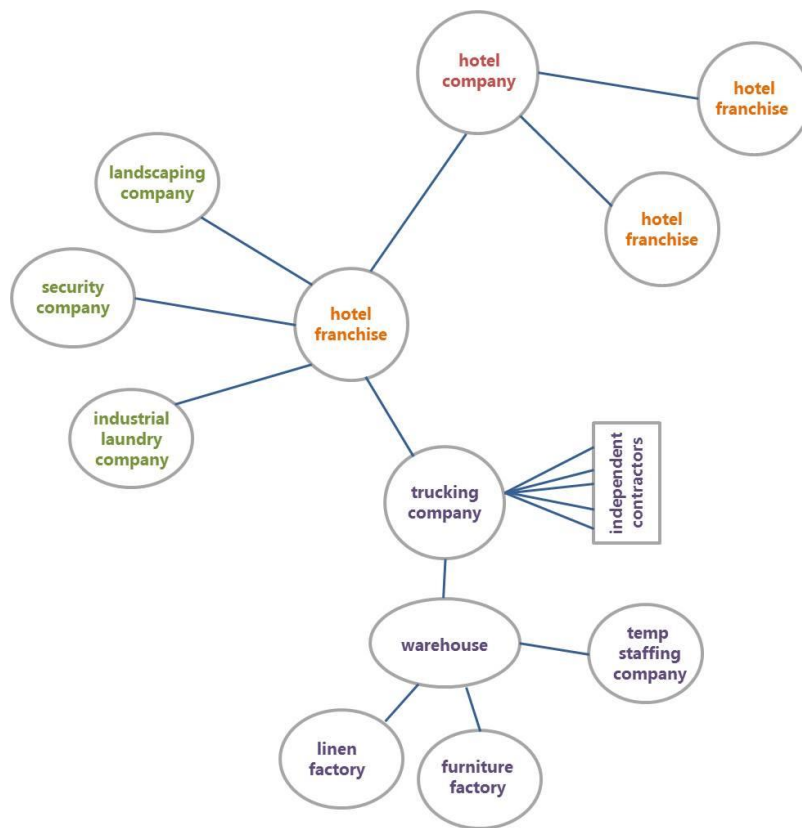 hotel
company
hotel
franchise
landscaping
company
hotel
franchise
security
company
hotel
franchise
industrial
laundry
company
trucking
company
independent
contractors
warehouse
temp
staffing
company
linen
factory
furniture
factory